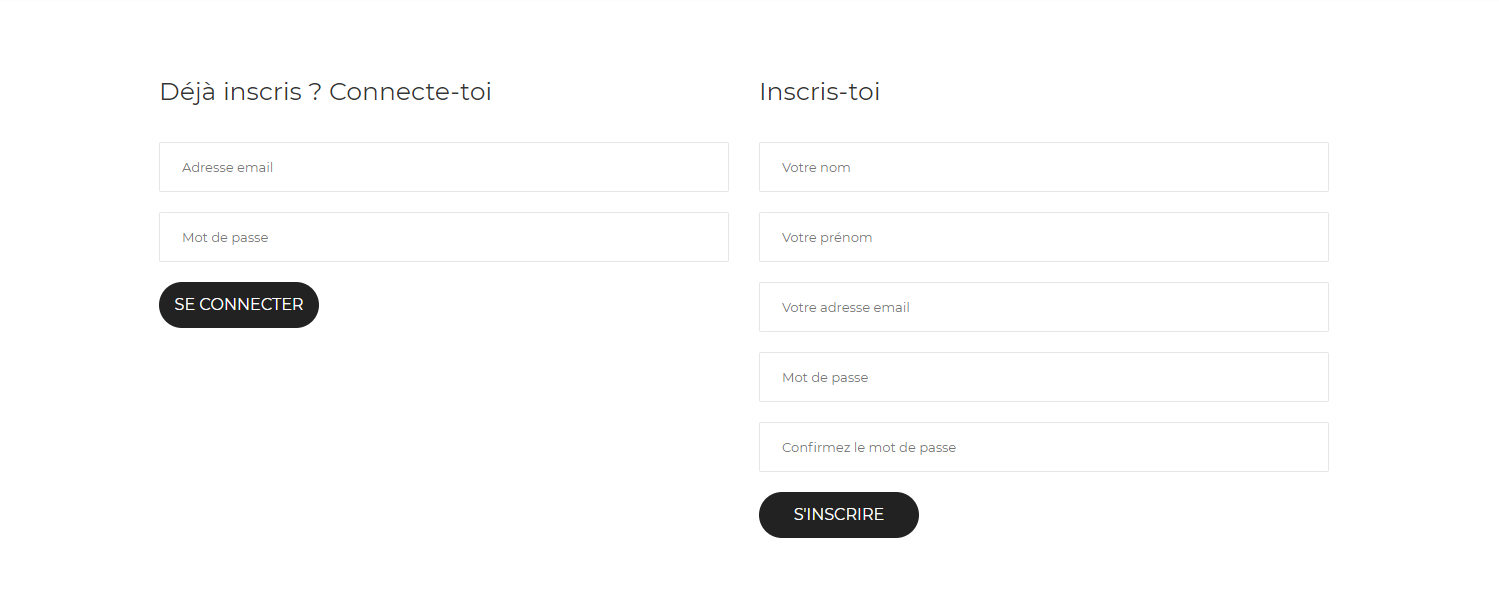 Déjà inscris ? Connecte-toi
Adresse email
Mot de passe
SE CONNECTER
Inscris-toi
Votre nom
Votre prénom
Votre adresse email
Mot de passe
Confirmez le mot de passe
S'INSCRIRE